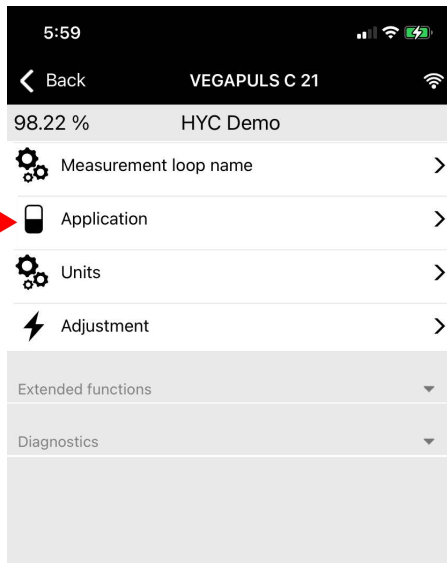 5:59
Back VEGAPULS C 21
98.22 % HYC Demo
Measurement loop name
Application
Units
Adjustment
Extended functions
Diagnostics